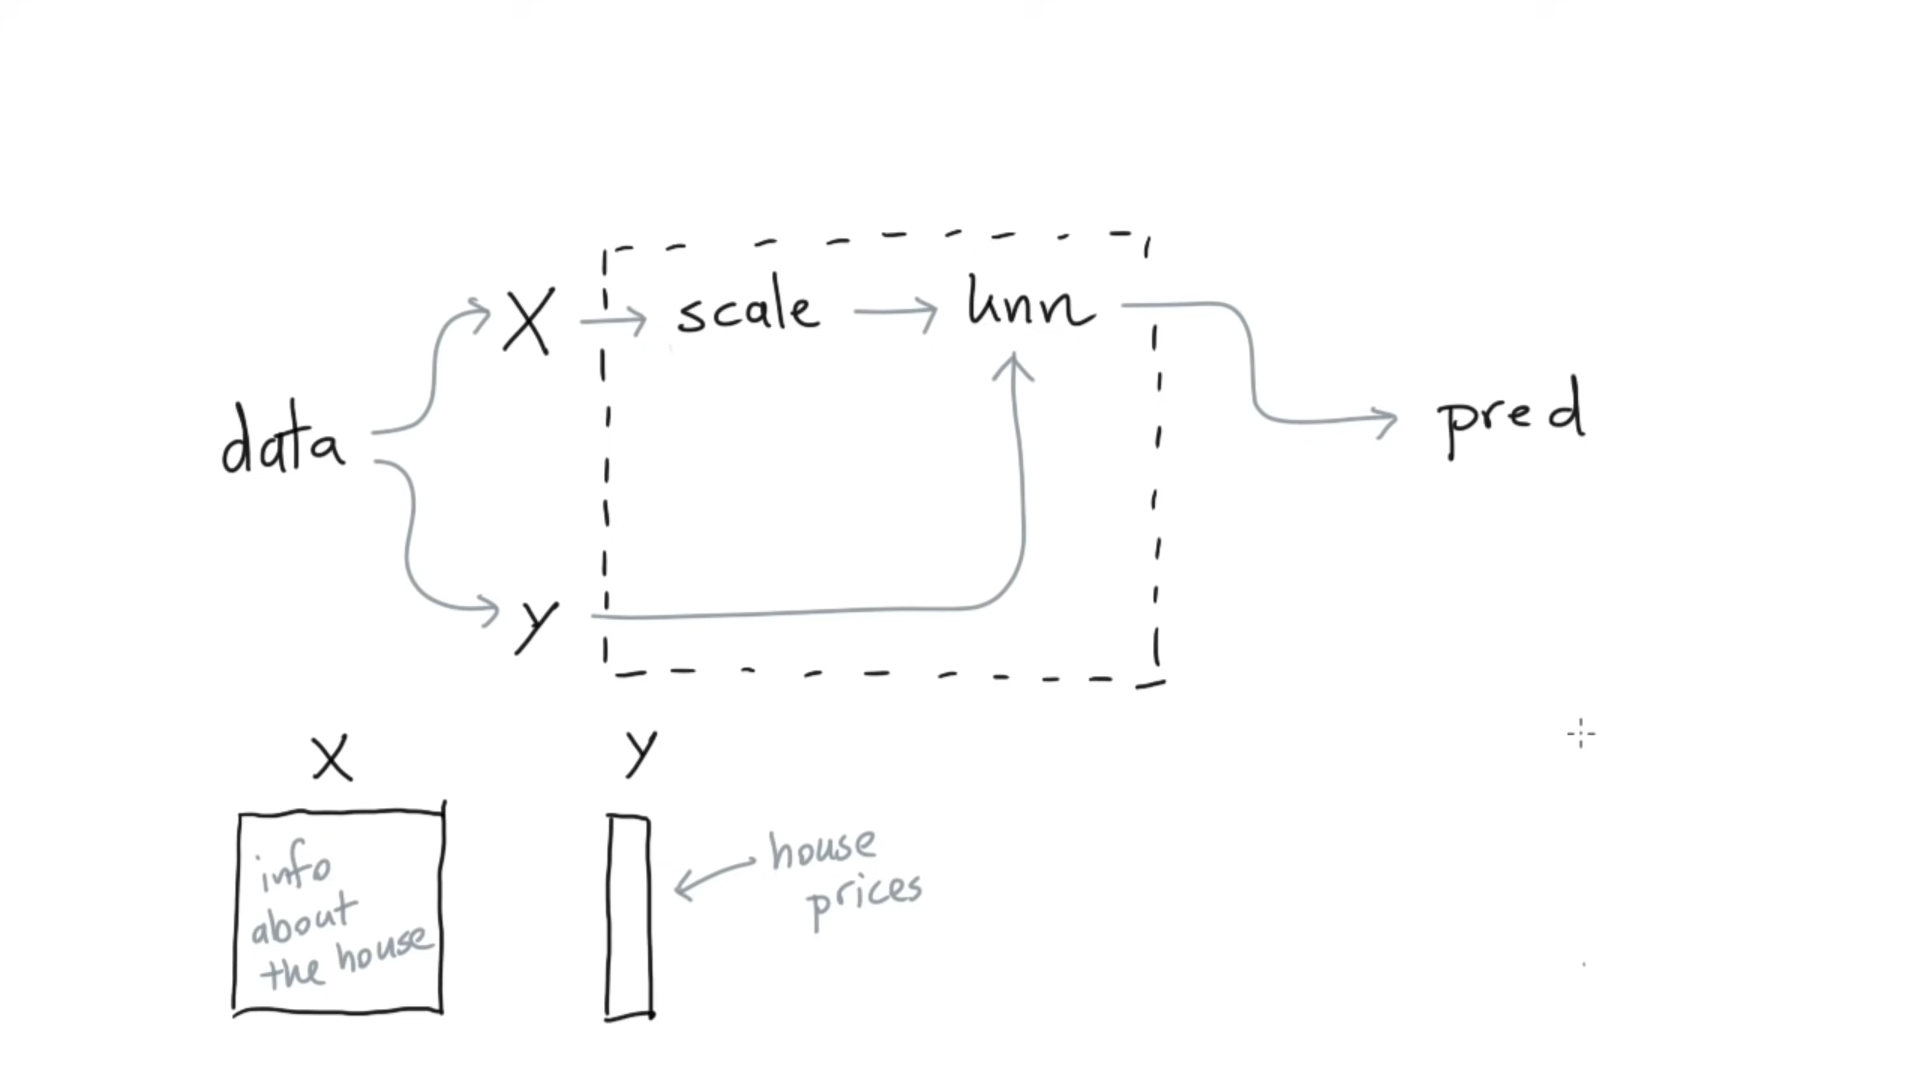 X
scale
knn
data
pred
y
X
y
info
about
the house
house
prices